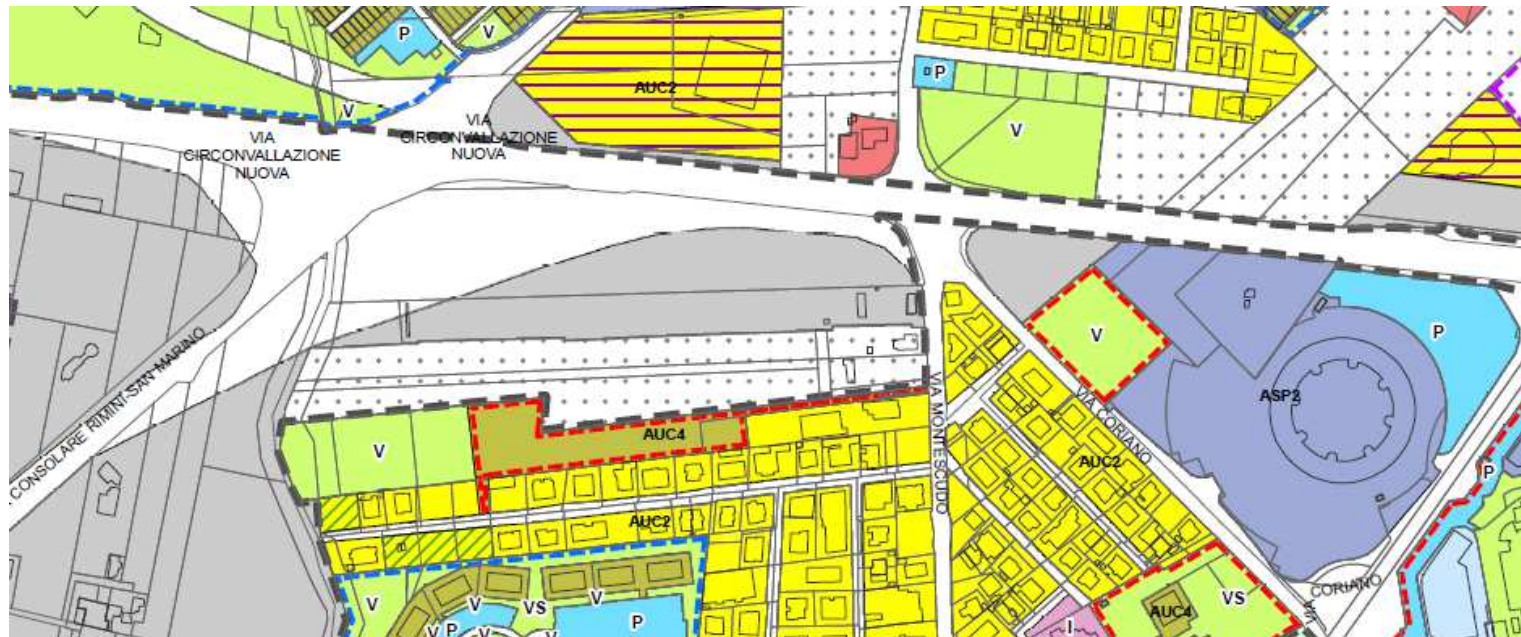 P
V
AUC2
P
V
VIA
CIRCONVALLAZIONE
NUOVA
VIA
CIRCONVALLAZIONE
NUOVA
V
V
P
CONSOLARE RIMINI-SAN MARINO
VIA MONTESCUDO
VIA CORIANO
ASP2
V
AUC4
AUC2
P
AUC2
V
V
VS
V
P
V
P
V
V
I
AUC4
VS
VIA
CORIANO